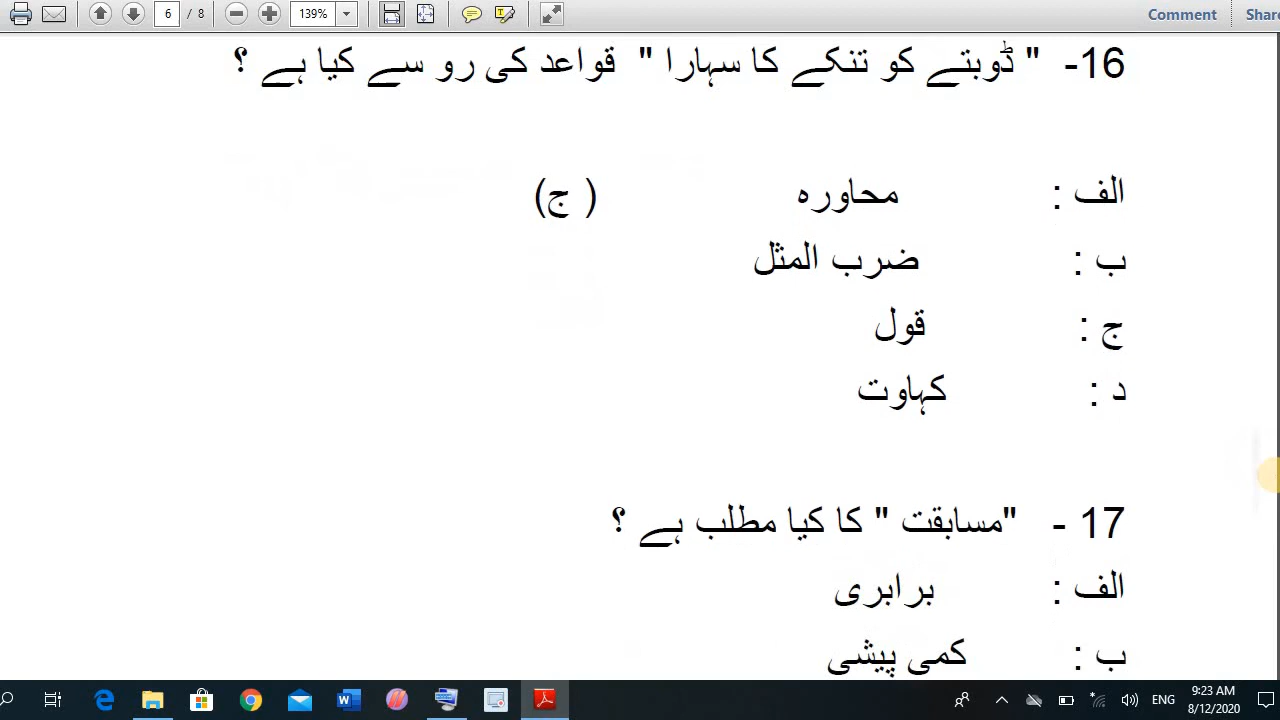 6 / 8 139% Comment Shar
16- " ڈوبتے کو تنکے کا سہارا " قواعد کی رو سے کیا ہے ؟
الف : محاورہ ( ج)
ب : ضرب المثل
ج : قول
د : کہاوت
17 - "مسابقت " کا کیا مطلب ہے ؟
الف : برابری
ب : کمی پیشی
ENG 9:23 AM
8/12/2020